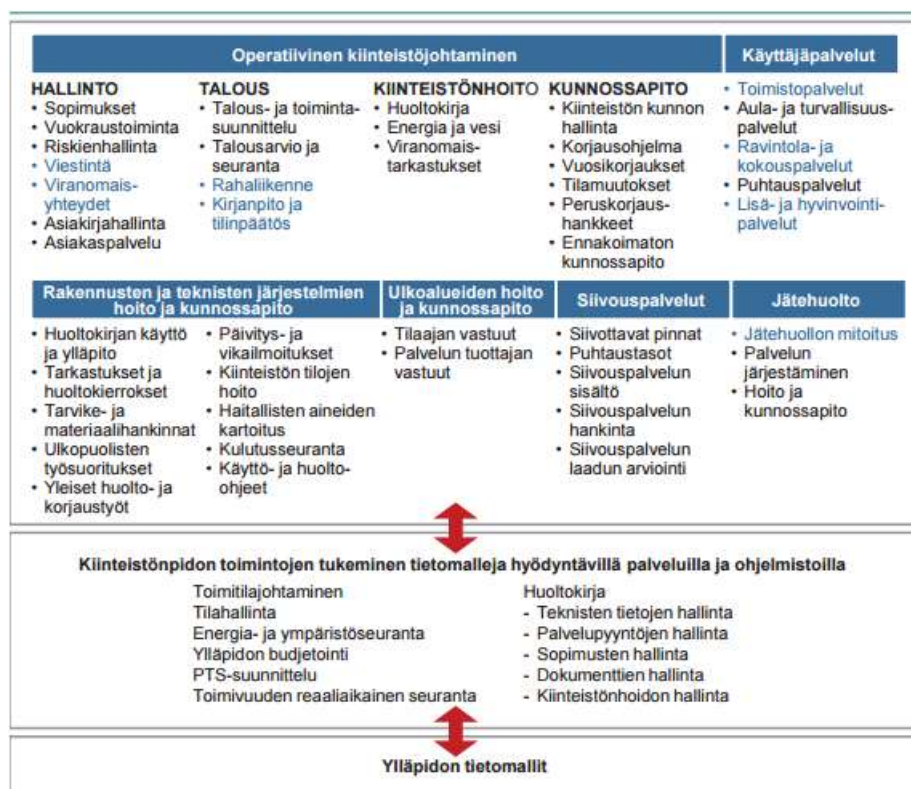 Operatiivinen kiinteistöjohtaminen
Käyttäjäpalvelut
HALLINTO
• Sopimukset
• Vuokraustoiminta
• Riskienhallinta
• Viestintä
• Viranomais-
yhteydet
• Asiakirjahallinta
• Asiakaspalvelu
TALOUS
• Talous- ja toiminta-
suunnittelu
• Talousarvio ja
seuranta
• Rahaliikenne
• Kirjanpito ja
tilinpäätös
KIINTEISTÖNHOITO
• Huoltokirja
• Energia ja vesi
• Viranomais-
tarkastukset
KUNNOSSAPITO
• Kiinteistön kunnon
hallinta
• Korjausohjelma
• Vuosikorjaukset
• Tilamuutokset
• Peruskorjaus-
hankkeet
• Ennakoimaton
kunnossapito
• Toimistopalvelut
• Aula- ja turvallisuus-
palvelut
• Ravintola- ja
kokouspalvelut
• Puhtauspalvelut
• Lisä- ja hyvinvointi-
palvelut
Rakennusten ja teknisten järjestelmien
hoito ja kunnossapito
• Huoltokirjan käyttö
ja ylläpito
• Tarkastukset ja
huoltokierrokset
• Tarvike- ja
materiaalihankinnat
• Ulkopuolisten
työsuoritukset
• Yleiset huolto- ja
korjaustyöt
• Päivitys- ja
vikailmoitukset
• Kiinteistön tilojen
hoito
• Haitallisten aineiden
kartoitus
• Kulutusseuranta
• Käyttö- ja huolto-
ohjeet
Ulkoalueiden hoito
ja kunnossapito
• Tilaajan vastuut
• Palvelun tuottajan
vastuut
Siivouspalvelut
• Siivottavat pinnat
• Puhtaustasot
• Siivouspalvelun
sisältö
• Siivouspalvelun
hankinta
• Siivouspalvelun
laadun arviointi
Jätehuolto
• Jätehuollon mitoitus
• Palvelun
järjestäminen
• Hoito ja
kunnossapito
Kiinteistönpidon toimintojen tukeminen tietomalleja hyödyntävillä palveluilla ja ohjelmistoilla
Toimitilajohtaminen
Tilahallinta
Energia- ja ympäristöseuranta
Ylläpidon budjetointi
PTS-suunnittelu
Toimivuuden reaaliaikainen seuranta
Huoltokirja
- Teknisten tietojen hallinta
- Palvelupyyntöjen hallinta
- Sopimusten hallinta
- Dokumenttien hallinta
- Kiinteistönhoidon hallinta
Ylläpidon tietomallit